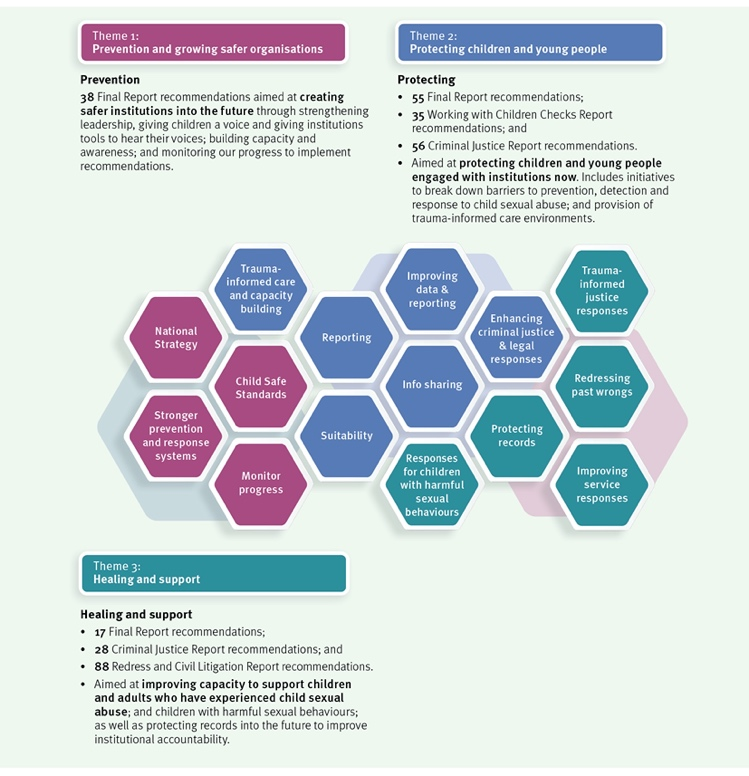 Theme 1:
Prevention and growing safer organisations
Prevention
38 Final Report recommendations aimed at creating
safer institutions into the future through strengthening
leadership, giving children a voice and giving institutions
tools to hear their voices; building capacity and
awareness; and monitoring our progress to implement
recommendations.
Theme 2:
Protecting children and young people
Protecting
• 55 Final Report recommendations;
• 35 Working with Children Checks Report
recommendations; and
• 56 Criminal Justice Report recommendations.
• Aimed at protecting children and young people
engaged with institutions now. Includes initiatives
to break down barriers to prevention, detection and
response to child sexual abuse; and provision of
trauma-informed care environments.
National
Strategy
Stronger
prevention
and response
systems
Trauma-
informed care
and capacity
building
Child Safe
Standards
Monitor
progress
Reporting
Suitability
Improving
data &
reporting
Info sharing
Responses
for children
with harmful
sexual
behaviours
Enhancing
criminal justice
& legal
responses
Protecting
records
Trauma-
informed
justice
responses
Redressing
past wrongs
Improving
service
responses
Theme 3:
Healing and support
Healing and support
• 17 Final Report recommendations;
• 28 Criminal Justice Report recommendations; and
• 88 Redress and Civil Litigation Report recommendations.
• Aimed at improving capacity to support children
and adults who have experienced child sexual
abuse; and children with harmful sexual behaviours;
as well as protecting records into the future to improve
institutional accountability.